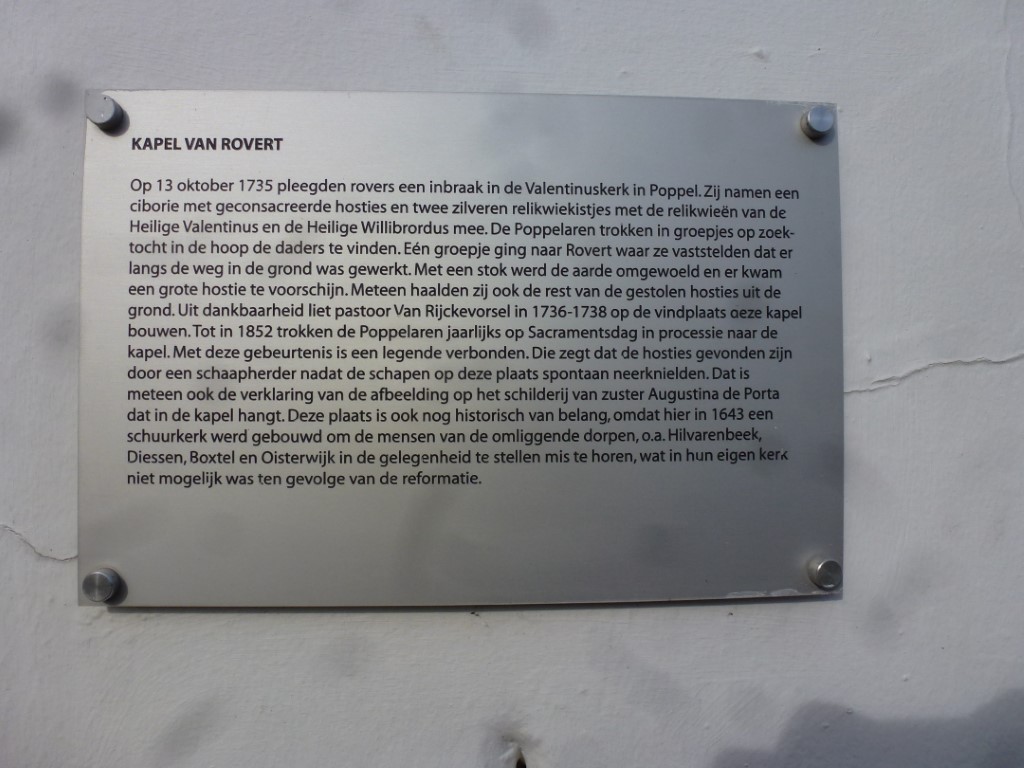 KAPEL VAN ROVERT
Op 13 oktober 1735 pleegden rovers een inbraak in de Valentinuskerk in Poppel. Zij namen een
ciborie met geconsacreerde hosties en twee zilveren relikwiekistjes met de relikwieën van de
Heilige Valentinus en de Heilige Willibrordus mee. De Poppelaren trokken in groepjes op zoek-
tocht in de hoop de daders te vinden. Eén groepje ging naar Rovert waar ze vaststelden dat er
langs de weg in de grond was gewerkt. Met een stok werd de aarde omgewoeld en er kwam
een grote hostie te voorschijn. Meteen haalden zij ook de rest van de gestolen hosties uit de
grond. Uit dankbaarheid liet pastoor Van Rijckevorsel in 1736-1738 op de vindplaats deze kapel
bouwen. Tot in 1852 trokken de Poppelaren jaarlijks op Sacramentsdag in processie naar de
kapel. Met deze gebeurtenis is een legende verbonden. Die zegt dat de hosties gevonden zijn
door een schaapherder nadat de schapen op deze plaats spontaan neerknielden. Dat is
meteen ook de verklaring van de afbeelding op het schilderij van zuster Augustina de Porta
dat in de kapel hangt. Deze plaats is ook nog historisch van belang, omdat hier in 1643 een
schuurkerk werd gebouwd om de mensen van de omliggende dorpen, o.a. Hilvarenbeek,
Diessen, Boxtel en Oisterwijk in de gelegenheid te stellen mis te horen, wat in hun eigen kerk
niet mogelijk was ten gevolge van de reformatie.